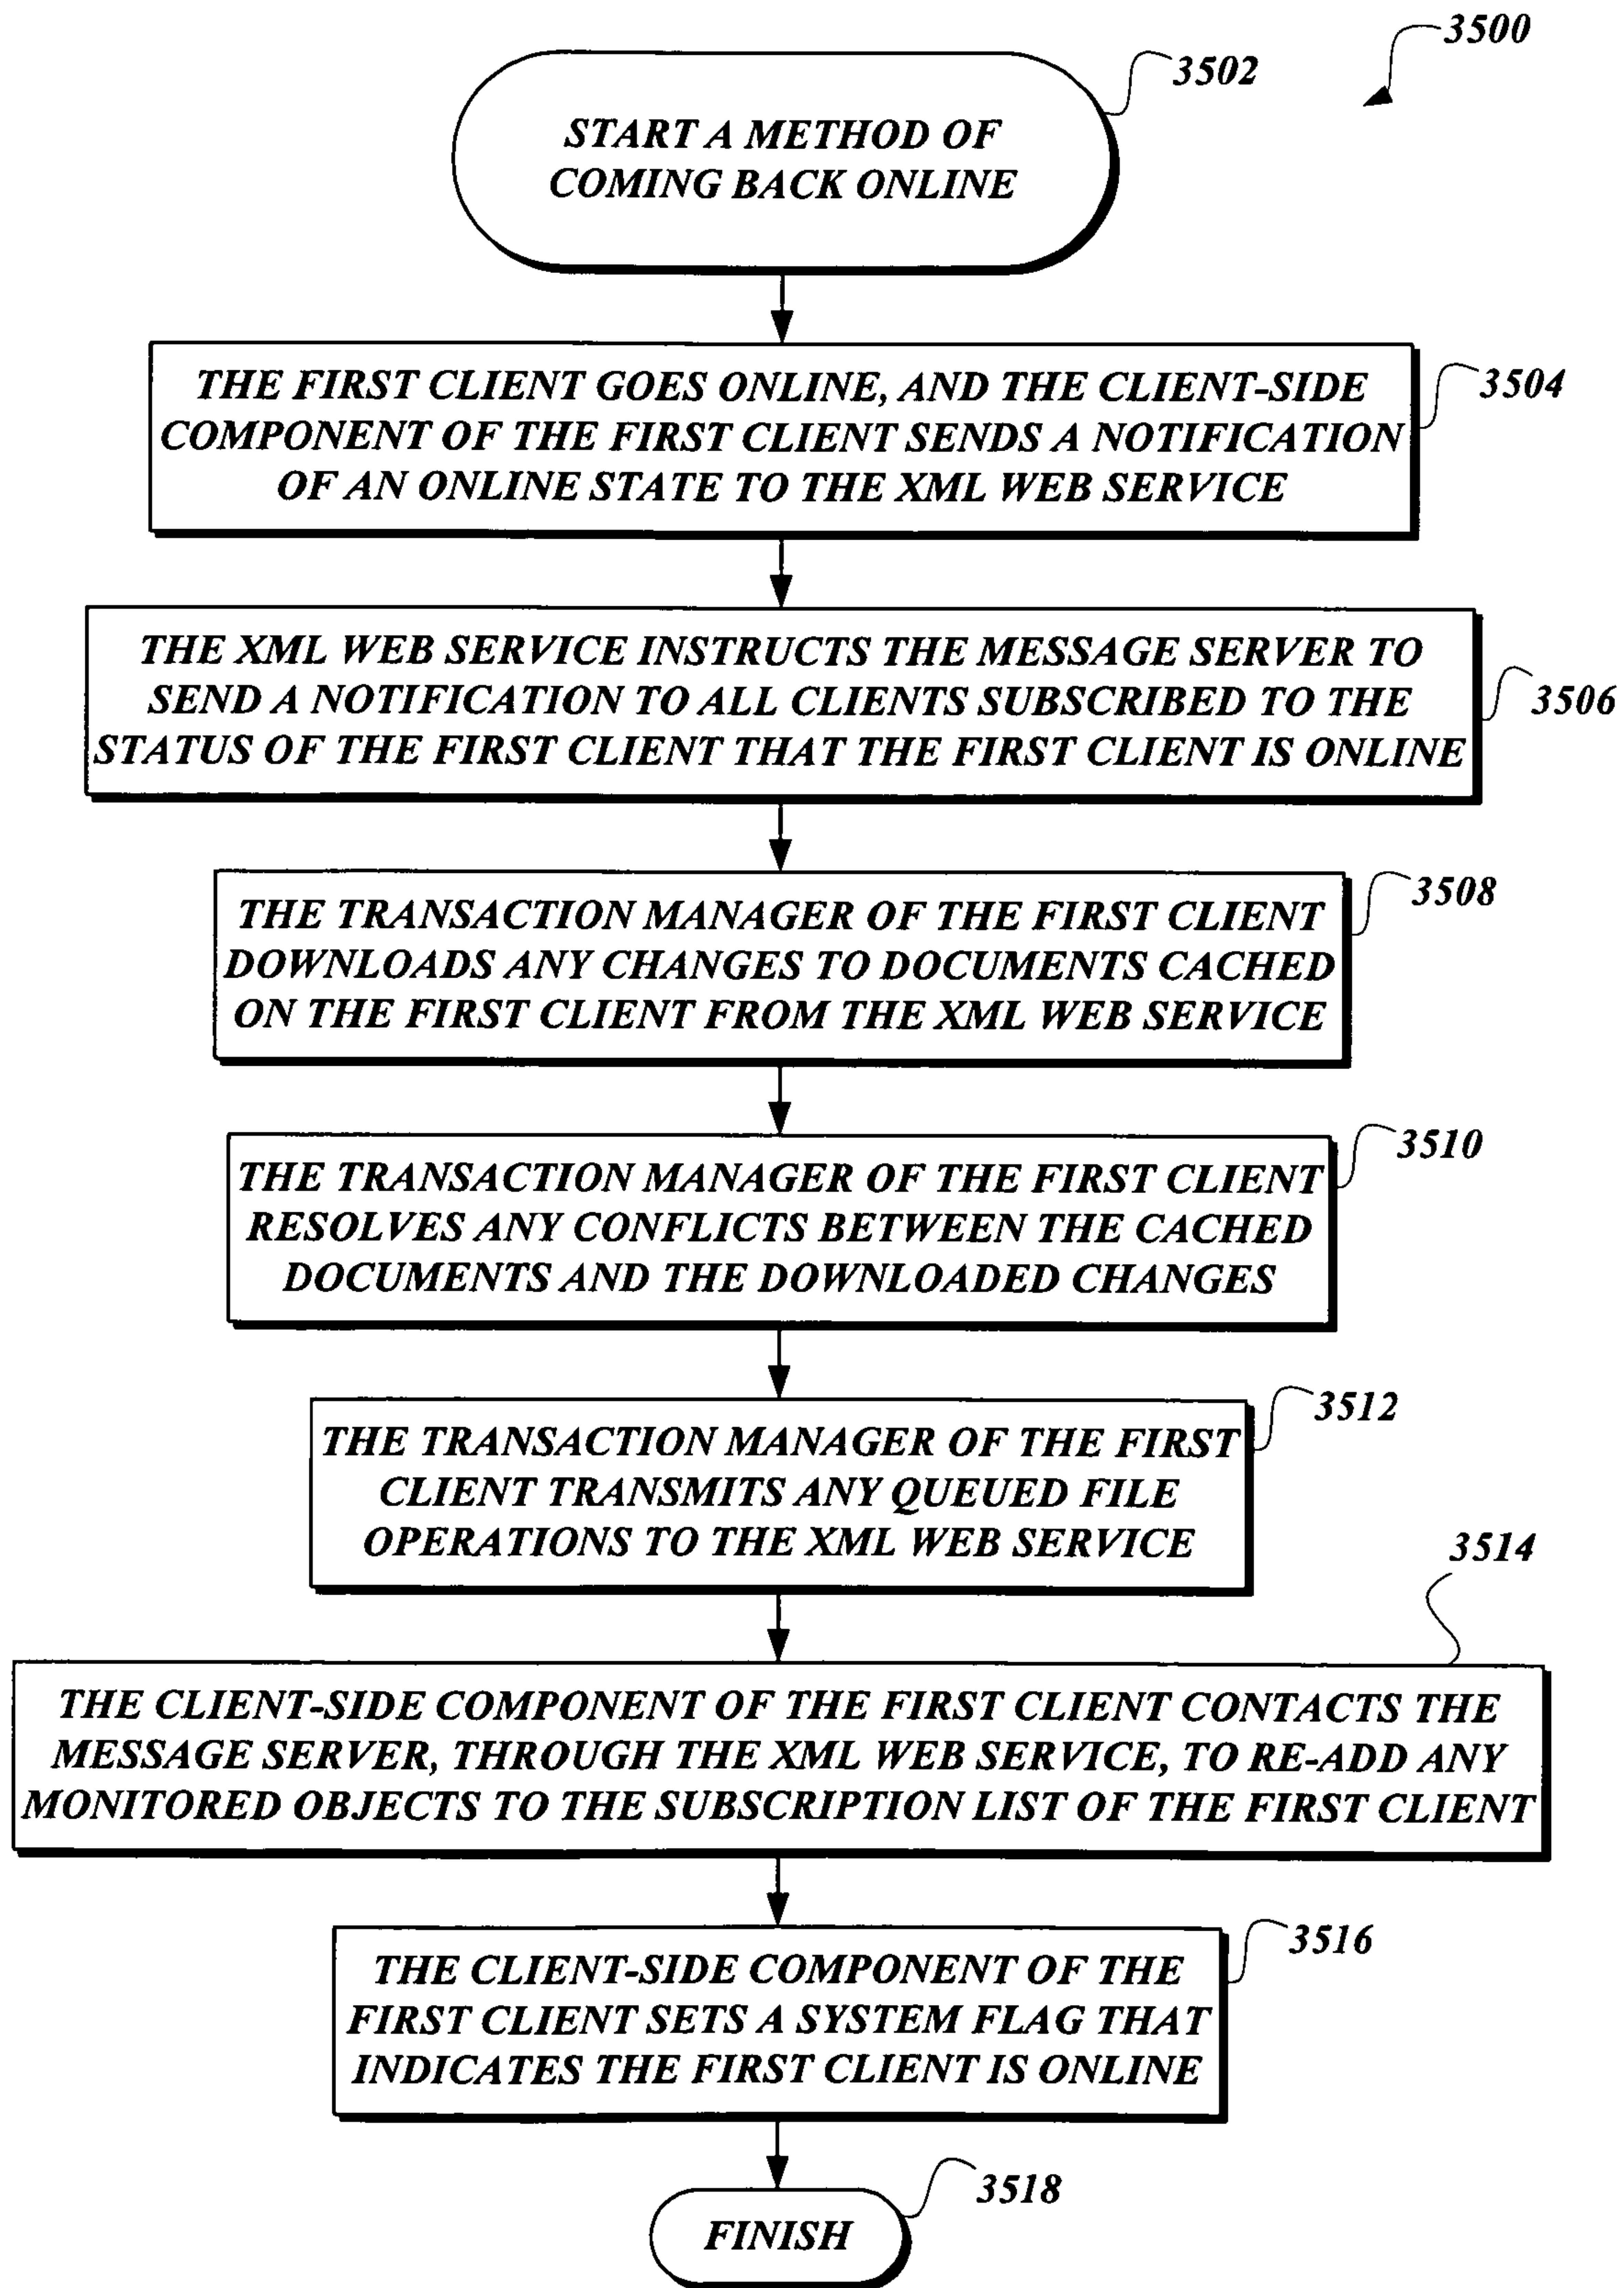 3500
3502
START A METHOD OF
COMING BACK ONLINE
THE FIRST CLIENT GOES ONLINE, AND THE CLIENT-SIDE
COMPONENT OF THE FIRST CLIENT SENDS A NOTIFICATION
OF AN ONLINE STATE TO THE XML WEB SERVICE
3504
THE XML WEB SERVICE INSTRUCTS THE MESSAGE SERVER TO
SEND A NOTIFICATION TO ALL CLIENTS SUBSCRIBED TO THE
STATUS OF THE FIRST CLIENT THAT THE FIRST CLIENT IS ONLINE
3506
THE TRANSACTION MANAGER OF THE FIRST CLIENT
DOWNLOADS ANY CHANGES TO DOCUMENTS CACHED
ON THE FIRST CLIENT FROM THE XML WEB SERVICE
3508
THE TRANSACTION MANAGER OF THE FIRST CLIENT
RESOLVES ANY CONFLICTS BETWEEN THE CACHED
DOCUMENTS AND THE DOWNLOADED CHANGES
3510
THE TRANSACTION MANAGER OF THE FIRST
CLIENT TRANSMITS ANY QUEUED FILE
OPERATIONS TO THE XML WEB SERVICE
3512
3514
THE CLIENT-SIDE COMPONENT OF THE FIRST CLIENT CONTACTS THE
MESSAGE SERVER, THROUGH THE XML WEB SERVICE, TO RE-ADD ANY
MONITORED OBJECTS TO THE SUBSCRIPTION LIST OF THE FIRST CLIENT
THE CLIENT-SIDE COMPONENT OF THE
FIRST CLIENT SETS A SYSTEM FLAG THAT
INDICATES THE FIRST CLIENT IS ONLINE
3516
3518
FINISH